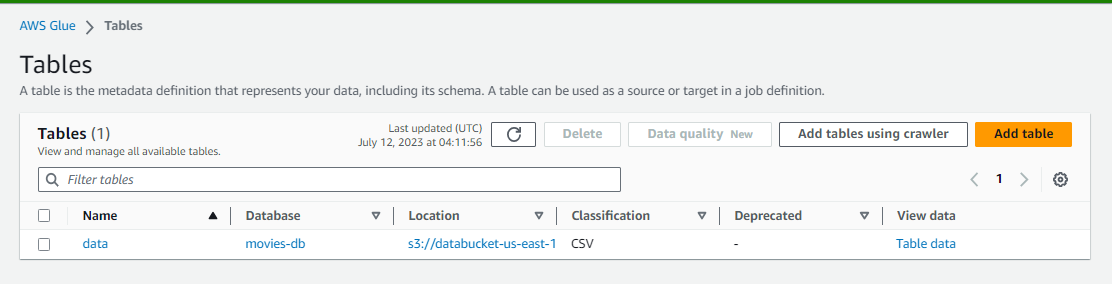 AWS Glue > Tables
Tables
A table is the metadata definition that represents your data, including its schema. A table can be used as a source or target in a job definition.
Tables (1)
View and manage all available tables.
Last updated (UTC)
July 12, 2023 at 04:11:56
Delete
Data quality New
Add tables using crawler
Add table
Filter tables
1
Name Database Location Classification Deprecated View data
data movies-db s3://databucket-us-east-1 CSV - Table data